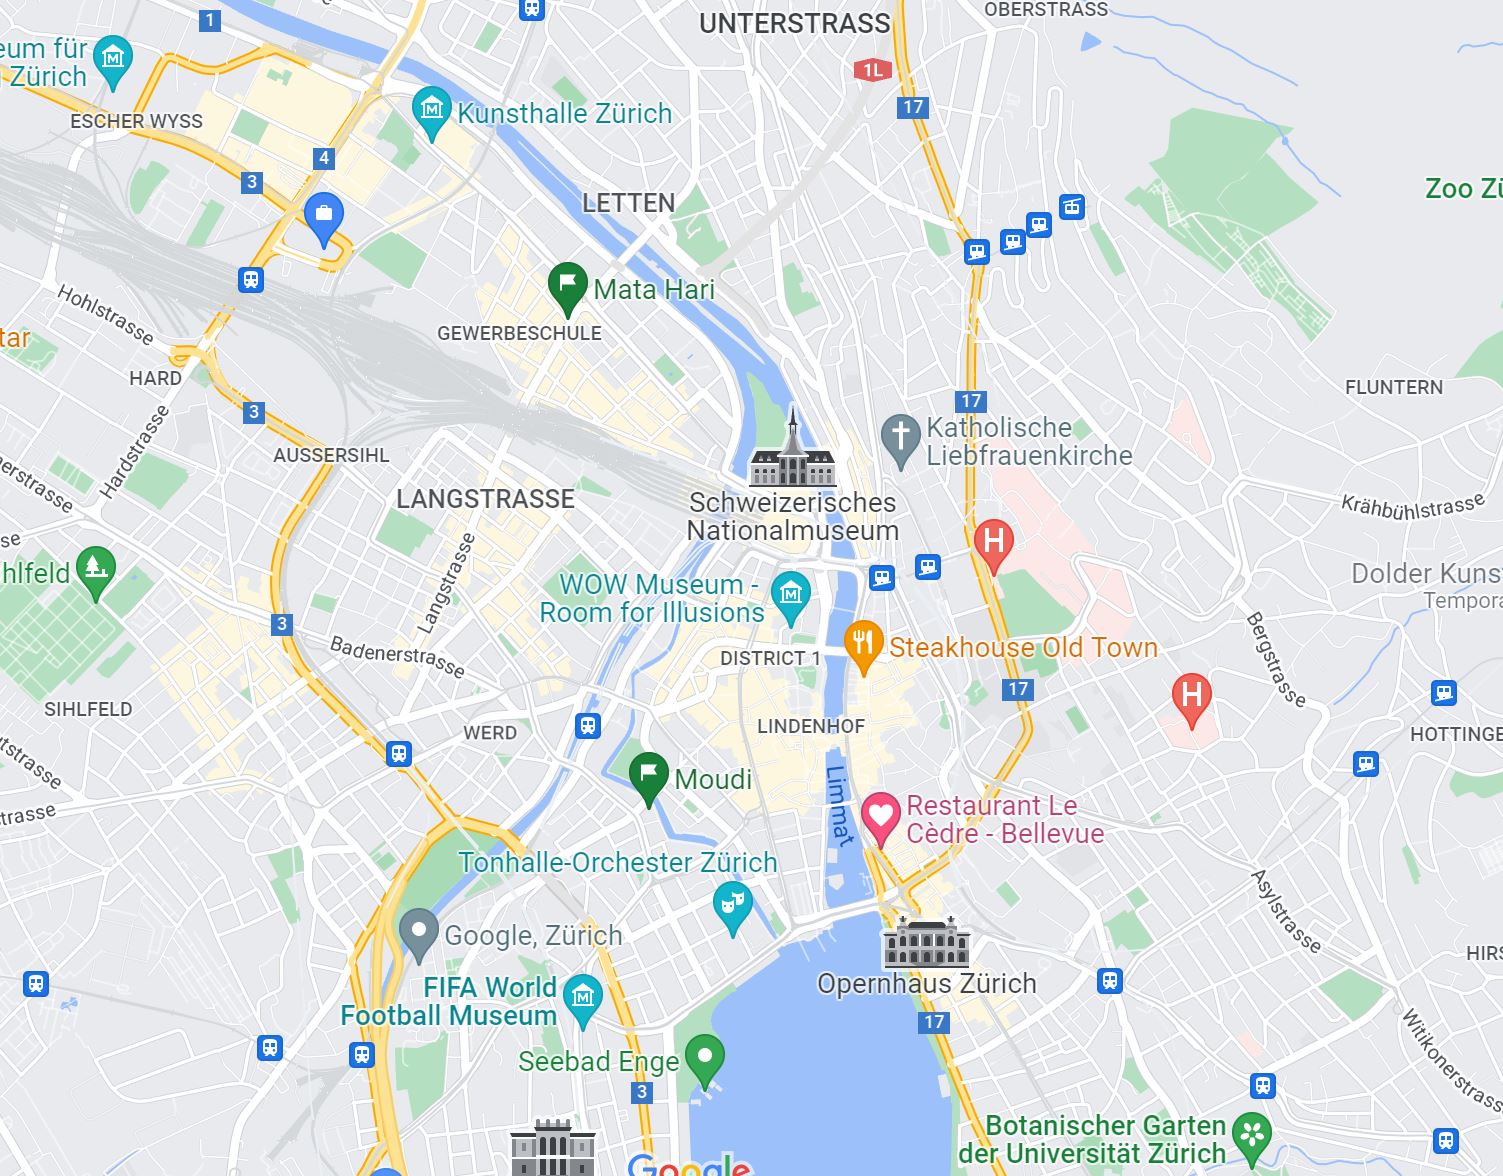 1
UNTERSTRASS
OBERSTRASS
eum für
Zürich
1L
17
Kunsthalle Zürich
ESCHER WYSS
4
3
LETTEN
Zoo Zü
Mata Hari
Hohlstrasse
GEWERBESCHULE
tar
HARD
FLUNTERN
3
17
Hardstrasse
Katholische
Liebfrauenkirche
AUSSERSIHL
LANGSTRASSE
Schweizerisches
Nationalmuseum
Krähbühlstrasse
nerstrasse
se
H
hlfeld
Langstrasse
WOW Museum -
Room for Illusions
Dolder Kuns
Tempora
3
Badenerstrasse
DISTRICT 1
Steakhouse Old Town
Bergstrasse
17
H
SIHLFELD
WERD
LINDENHOF
HOTTINGE
utstrasse
Moudi
Limmat
Restaurant Le
Cèdre - Bellevue
trasse
Tonhalle-Orchester Zürich
Asylstrasse
Google, Zürich
HIRS
FIFA World
Football Museum
Opernhaus Zürich
17
Witikonerstrass
Seebad Enge
3
Botanischer Garten
der Universität Zürich
Google